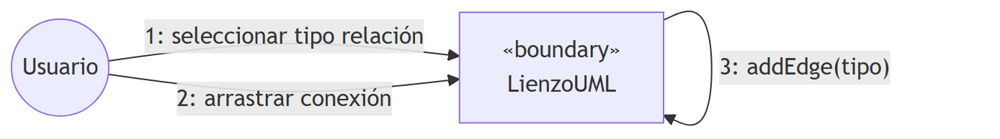 Usuario
1: seleccionar tipo relación
2: arrastrar conexión
«boundary»
LienzoUML
3: addEdge(tipo)